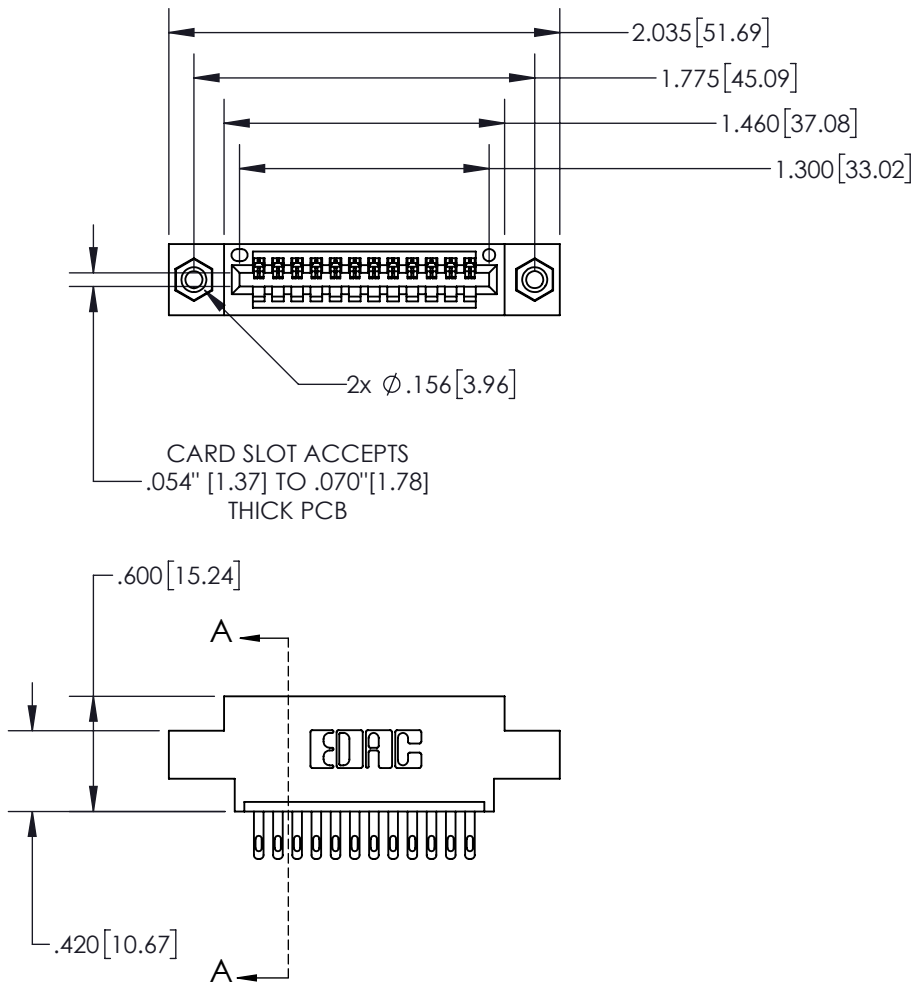 2.035[51.69]
1.775[45.09]
1.460[37.08]
1.300[33.02]
2x ⌀.156[3.96]
CARD SLOT ACCEPTS
.054" [1.37] TO .070"[1.78]
THICK PCB
.600[15.24]
A
EDAC
.420[10.67]
A